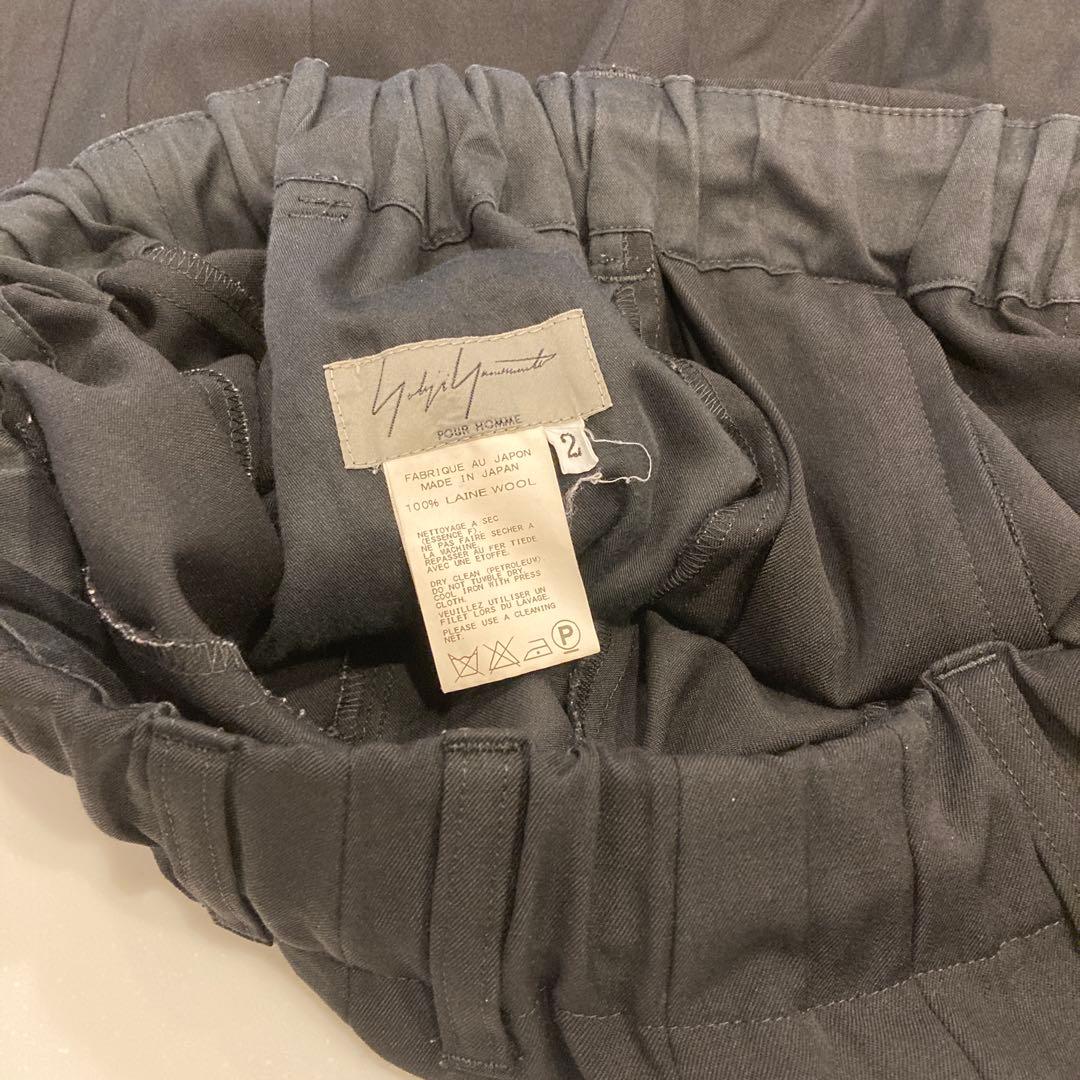 Yohji Yamamoto
POUR HOMME
2
FABRIQUE AU JAPON
MADE IN JAPAN
100% LAINE WOOL
NETTOYAGE A SEC
(ESSENCE F).
NE PAS FAIRE SECHER A
LA MACHINE.
REPASSER AU FER TIEDE
AVEC UNE ETOFFE.
DRY CLEAN (PETROLEUM).
DO NOT TUMBLE DRY.
COOL IRON WITH PRESS
CLOTH.
VEUILLEZ UTILISER UN
FILET LORS DU LAVAGE.
PLEASE USE A CLEANING
NET.
P